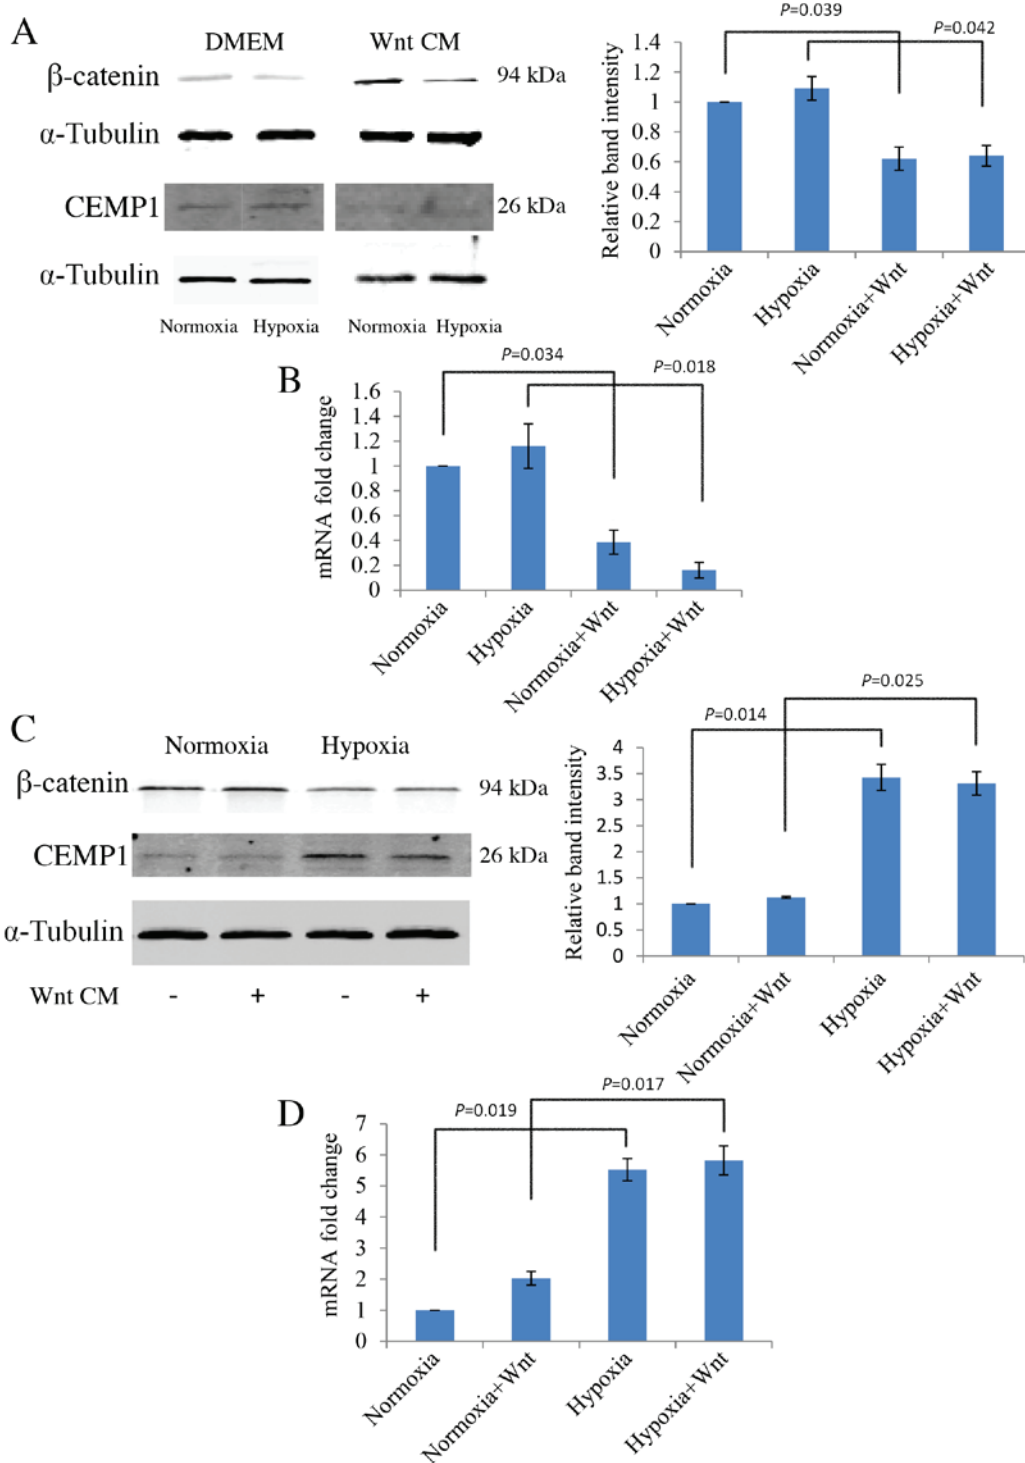 A
DMEM
Wnt CM
β-catenin
94 kDa
α-Tubulin
CEMP1
26 kDa
α-Tubulin
Normoxia Hypoxia Normoxia Hypoxia
P=0.039
P=0.042
Relative band intensity
1.4
1.2
1
0.8
0.6
0.4
0.2
0
Normoxia
Hypoxia
Normoxia+Wnt
Hypoxia+Wnt
B
P=0.034
P=0.018
mRNA fold change
1.6
1.4
1.2
1
0.8
0.6
0.4
0.2
0
Normoxia
Hypoxia
Normoxia+Wnt
Hypoxia+Wnt
C
Normoxia Hypoxia
β-catenin
94 kDa
CEMP1
26 kDa
α-Tubulin
Wnt CM - + - +
P=0.014
P=0.025
Relative band intensity
4
3.5
3
2.5
2
1.5
1
0.5
0
Normoxia
Normoxia+Wnt
Hypoxia
Hypoxia+Wnt
D
P=0.019
P=0.017
mRNA fold change
7
6
5
4
3
2
1
0
Normoxia
Normoxia+Wnt
Hypoxia
Hypoxia+Wnt